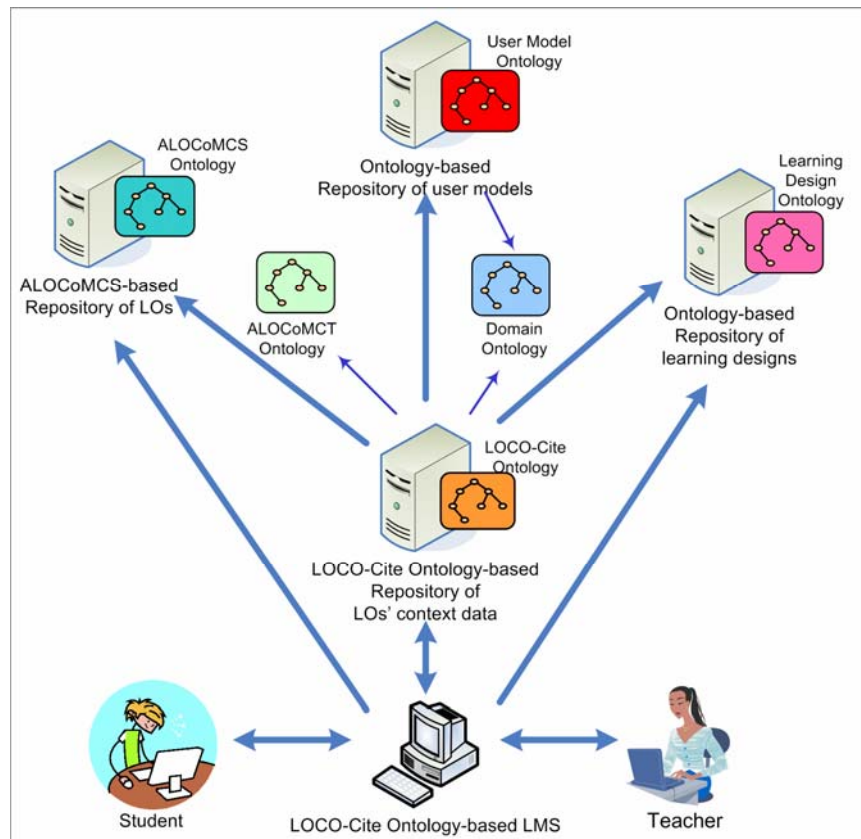 User Model
Ontology
ALOCoMCS
Ontology
Ontology-based
Repository of user models
Learning
Design
Ontology
ALOCoMCS-based
Repository of LOs
ALOCoMCT
Ontology
Domain
Ontology
Ontology-based
Repository of
learning designs
LOCO-Cite
Ontology
LOCO-Cite Ontology-based
Repository of
LOs' context data
Student
LOCO-Cite Ontology-based LMS
Teacher